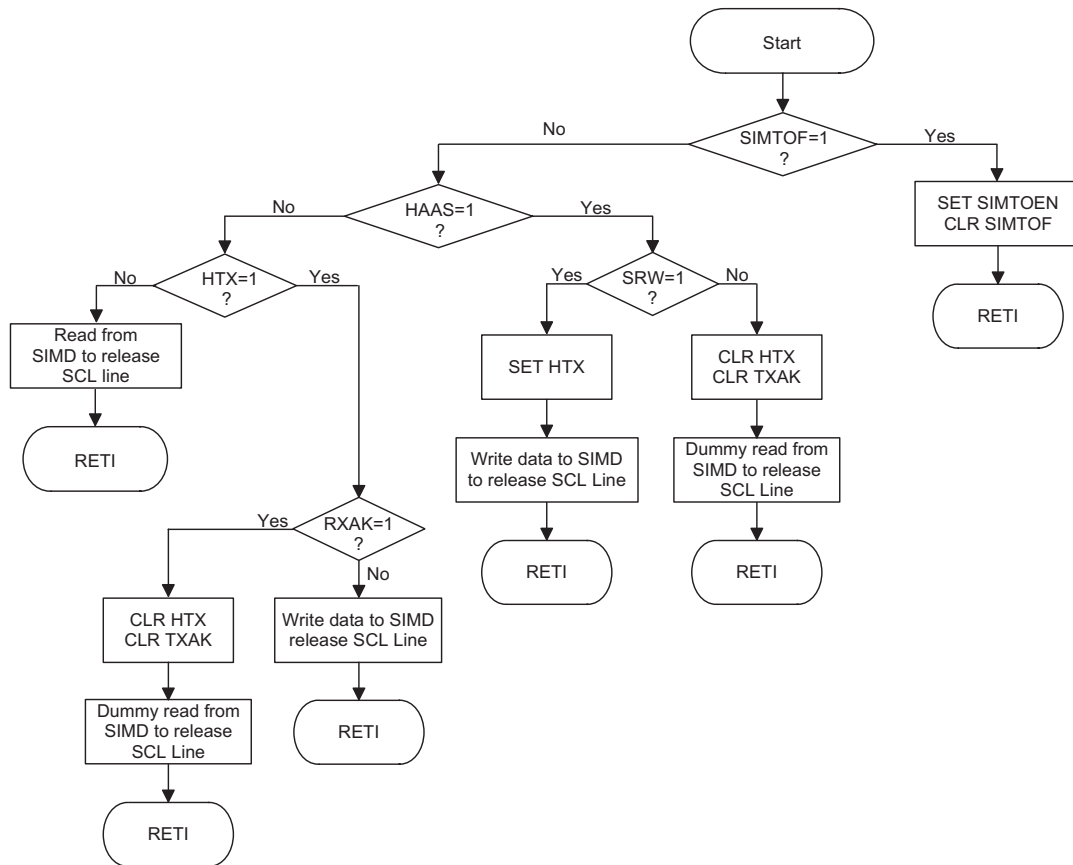 Start
No
SIMTOF=1
?
Yes
SET SIMTOEN
CLR SIMTOF
RETI
No
HAAS=1
?
Yes
No
HTX=1
?
Yes
Yes
SRW=1
?
No
Read from
SIMD to release
SCL line
RETI
SET HTX
CLR HTX
CLR TXAK
Write data to SIMD
to release SCL Line
Dummy read from
SIMD to release
SCL Line
RETI
RETI
Yes
RXAK=1
?
No
CLR HTX
CLR TXAK
Write data to SIMD
release SCL Line
Dummy read from
SIMD to release
SCL Line
RETI
RETI